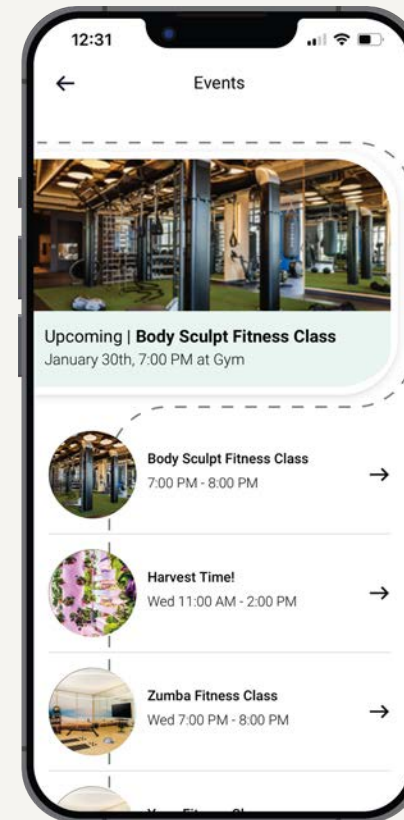 12:31
Events
Upcoming | Body Sculpt Fitness Class
January 30th, 7:00 PM at Gym
Body Sculpt Fitness Class
7:00 PM - 8:00 PM
Harvest Time!
Wed 11:00 AM - 2:00 PM
Zumba Fitness Class
Wed 7:00 PM - 8:00 PM